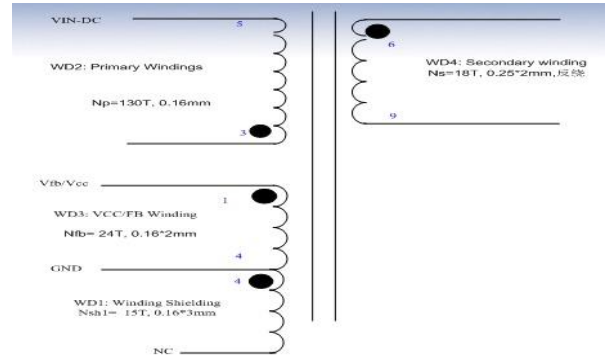 VIN-DC
5
WD2: Primary Windings
Np=130T, 0.16mm
3
6
WD4: Secondary winding
Ns=18T, 0.25*2mm,反绕
9
Vfb/Vcc
1
WD3: VCC/FB Winding
Nfb= 24T, 0.16*2mm
4
GND
4
WD1: Winding Shielding
Nsh1= 15T, 0.16*3mm
NC